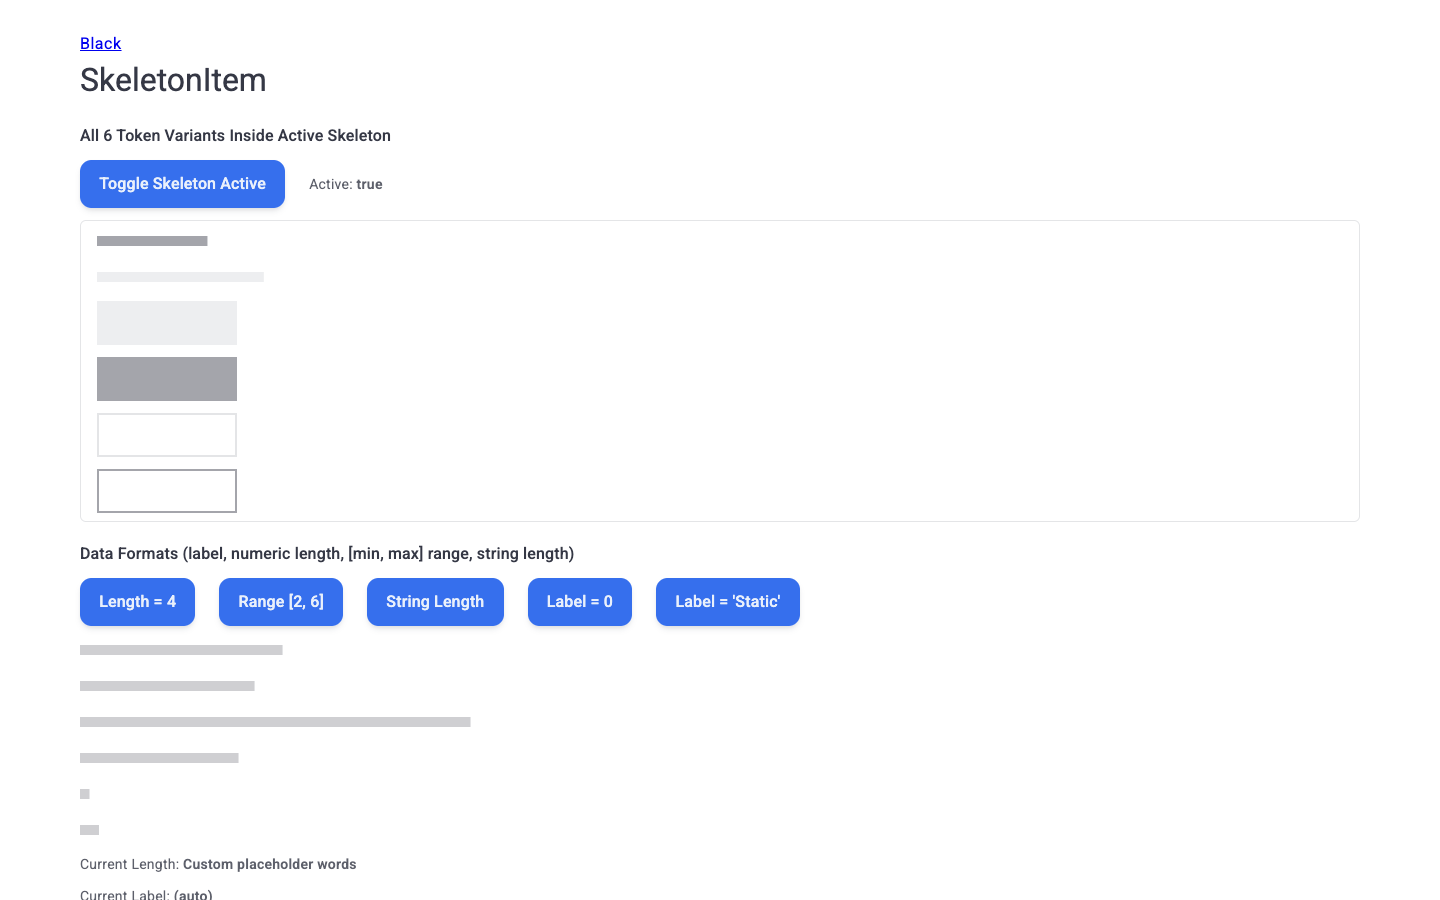 Black
SkeletonItem
All 6 Token Variants Inside Active Skeleton
Toggle Skeleton Active
Active: true
Data Formats (label, numeric length, [min, max] range, string length)
Length = 4
Range [2, 6]
String Length
Label = 0
Label = 'Static'
Current Length: Custom placeholder words
Current Label: (auto)